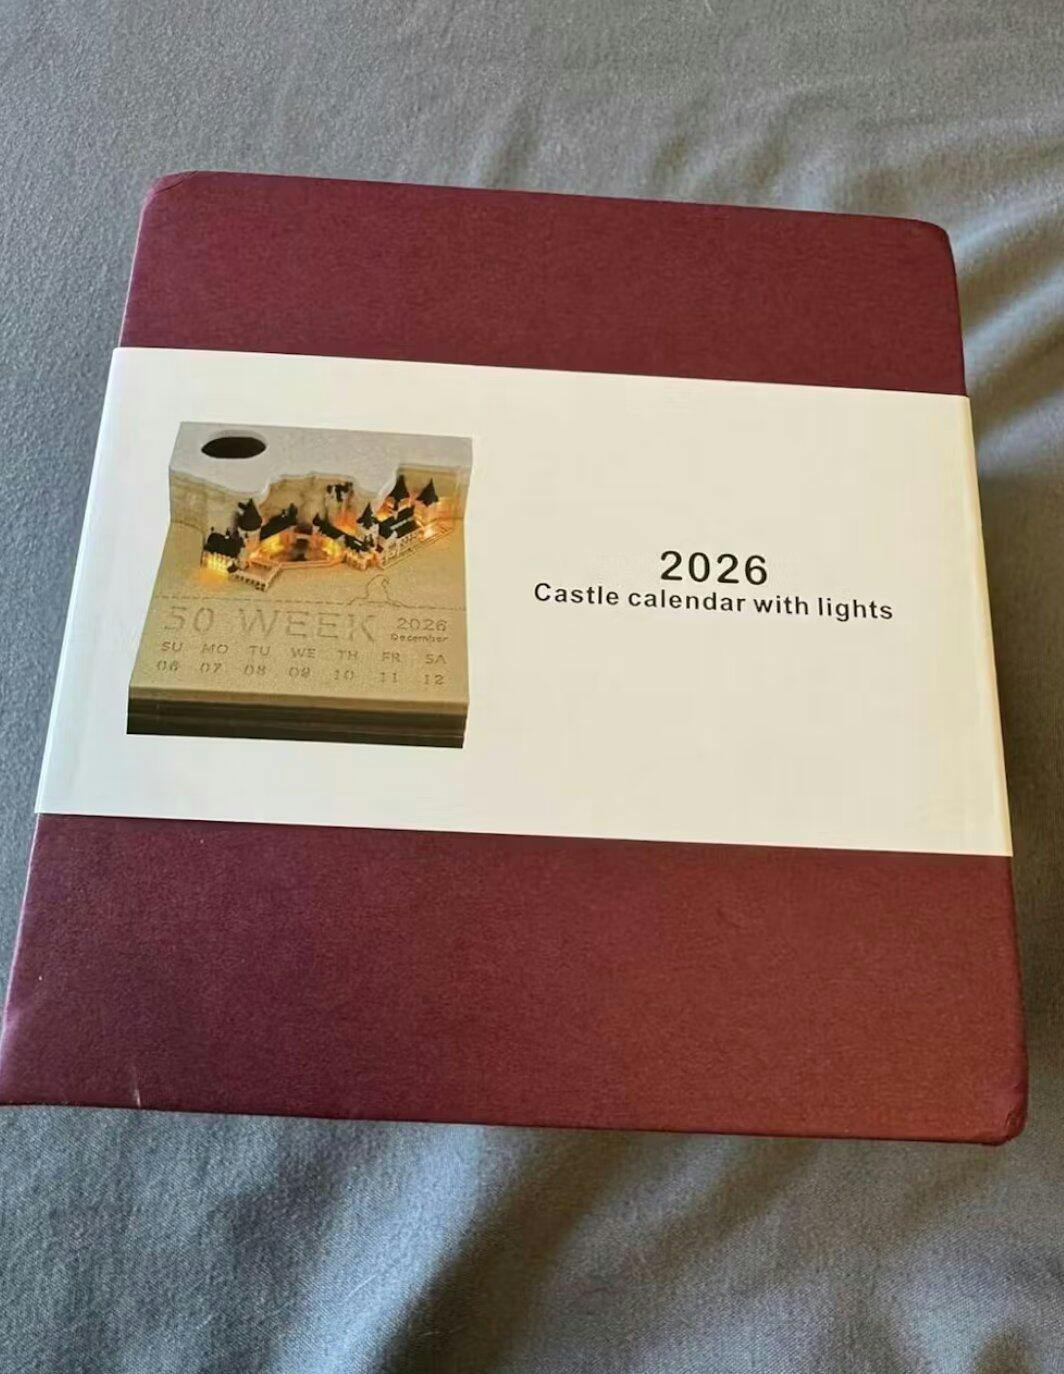 2026
Castle calendar with lights
50 WEEK
2026
December
SU MO TU WE TH FR SA
06 07 08 09 10 11 12